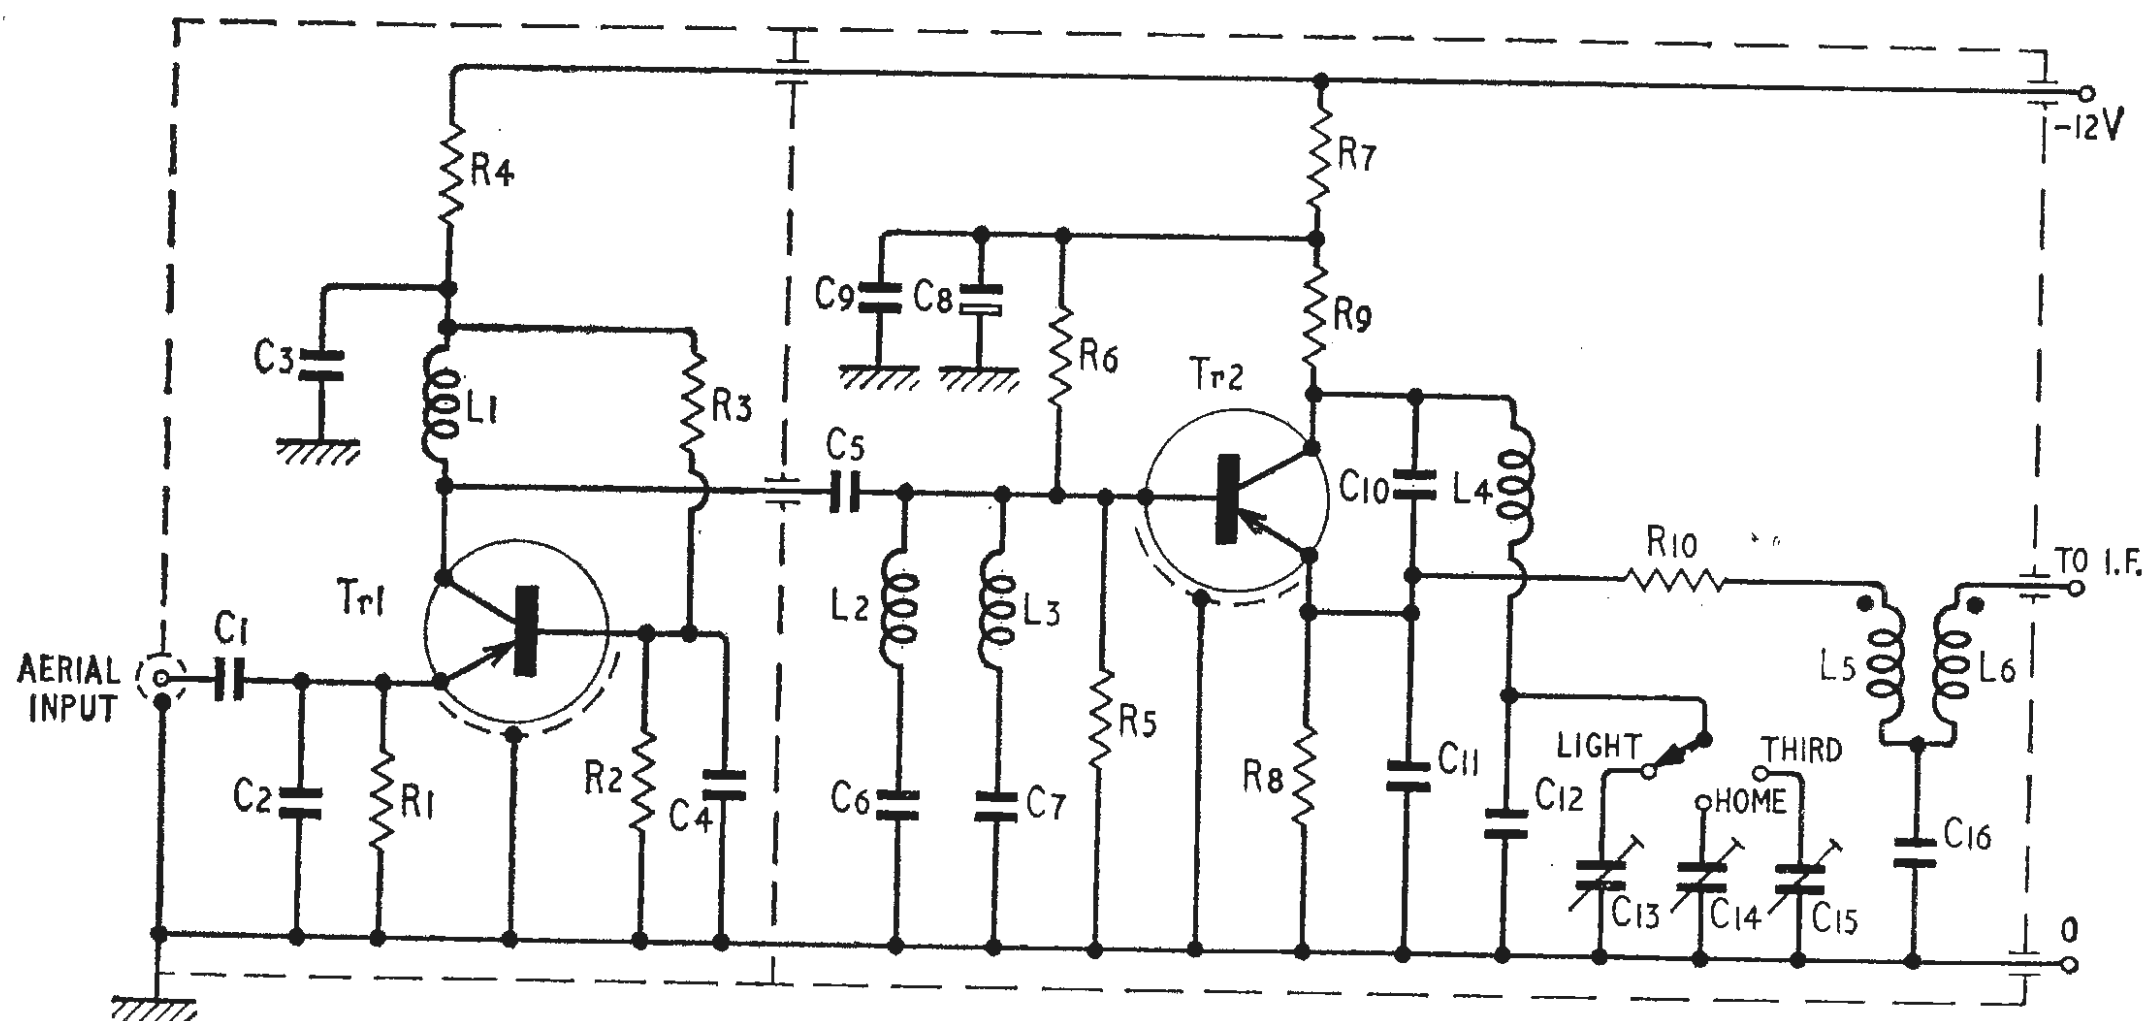 -12V
R4
R7
C9
C8
R9
C3
R6
Tr2
L1
R3
C5
C10
L4
R10
TO I.F.
Tr1
L2
L3
C1
AERIAL
INPUT
L5
L6
R5
LIGHT
THIRD
C11
R2
R8
C2
R1
C4
C6
C7
C12
HOME
C16
C13
C14
C15
0